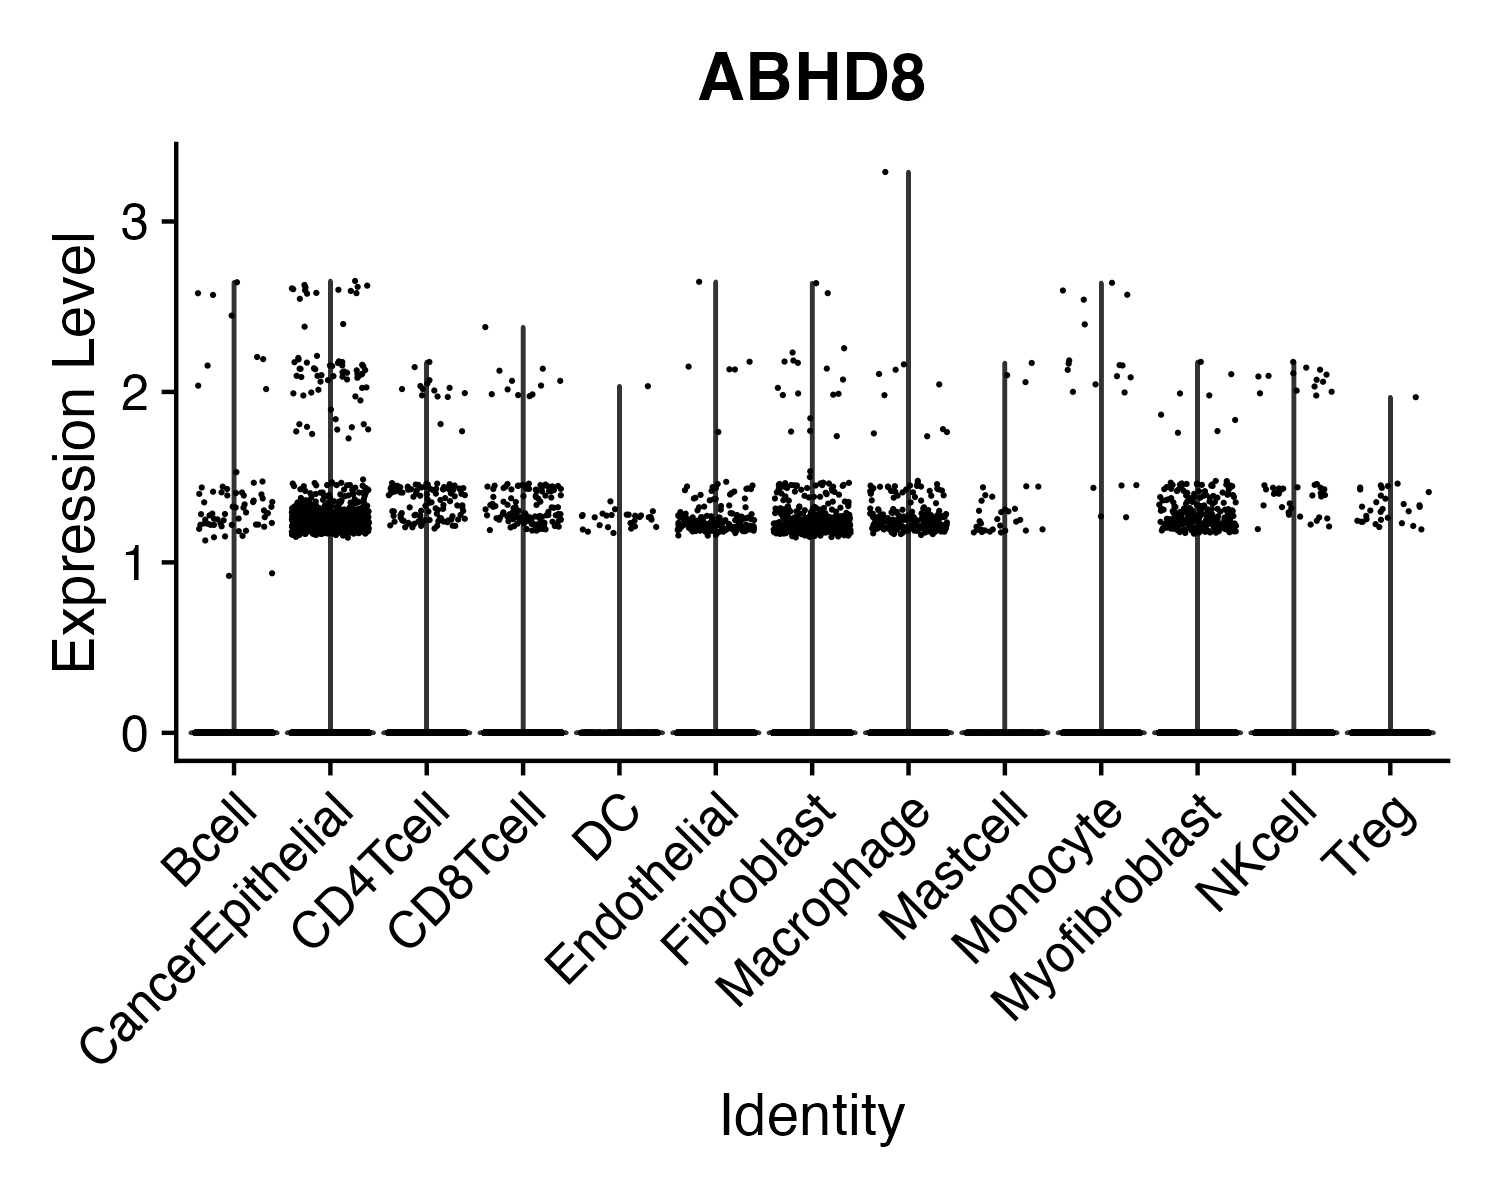 ABHD8
Expression Level
3
2
1
0
Bcell
CancerEpithelial
CD4Tcell
CD8Tcell
DC
Endothelial
Fibroblast
Macrophage
Mastcell
Monocyte
Myofibroblast
NKcell
Treg
Identity